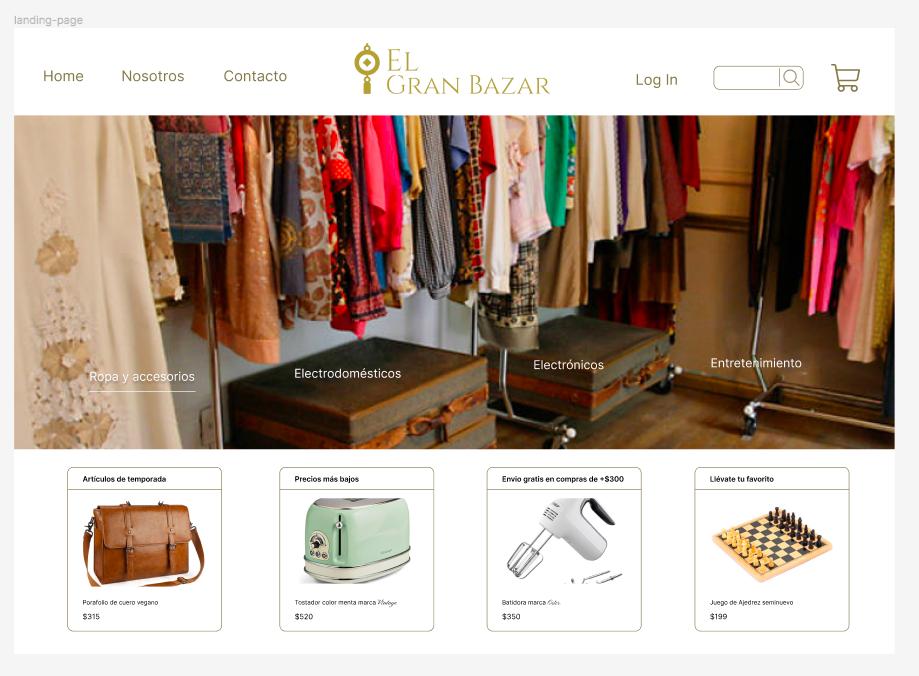 landing-page
Home Nosotros Contacto
EL
GRAN BAZAR
Log In
Ropa y accesorios
Electrodomésticos
Electrónicos
Entretenimiento
Artículos de temporada
Porafolio de cuero vegano
$315
Precios más bajos
Tostador color menta marca Vintage
$520
Envio gratis en compras de +$300
Batidora marca
$350
Llévate tu favorito
Juego de Ajedrez seminuevo
$199